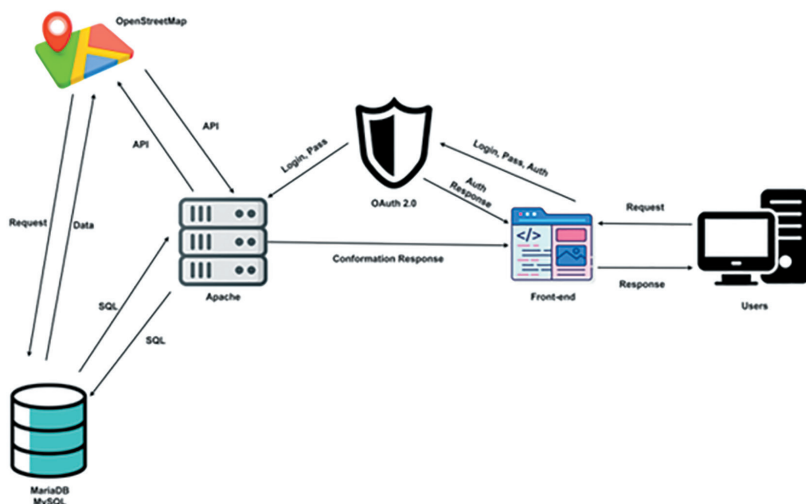 OpenStreetMap
API
API
Login, Pass
Login, Pass, Auth
Auth
Response
OAuth 2.0
Request
Data
Request
</>
Conformation Response
Response
Apache
Front-end
Users
SQL
SQL
MariaDB
MySQL